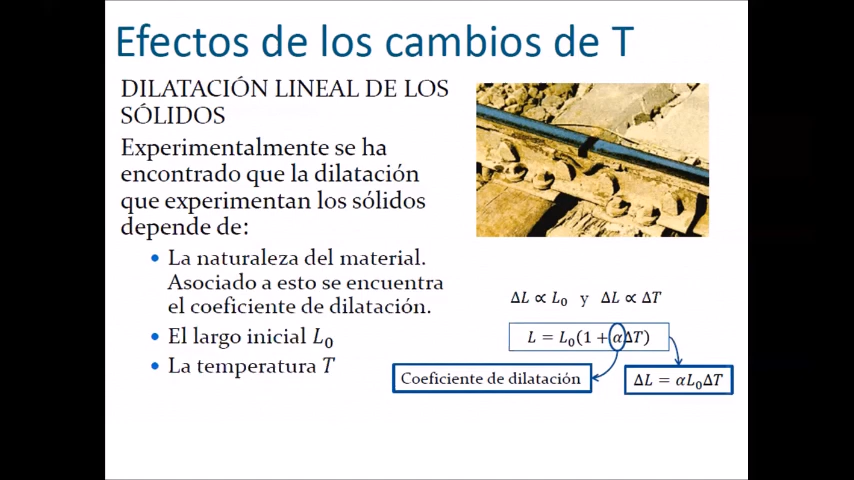 Efectos de los cambios de T
DILATACIÓN LINEAL DE LOS
SÓLIDOS
Experimentalmente se ha
encontrado que la dilatación
que experimentan los sólidos
depende de:
• La naturaleza del material.
Asociado a esto se encuentra
el coeficiente de dilatación.
• El largo inicial L₀
• La temperatura T
ΔL ∝ L₀ y ΔL ∝ ΔT
L = L₀(1 + αΔT)
Coeficiente de dilatación
ΔL = αL₀ΔT